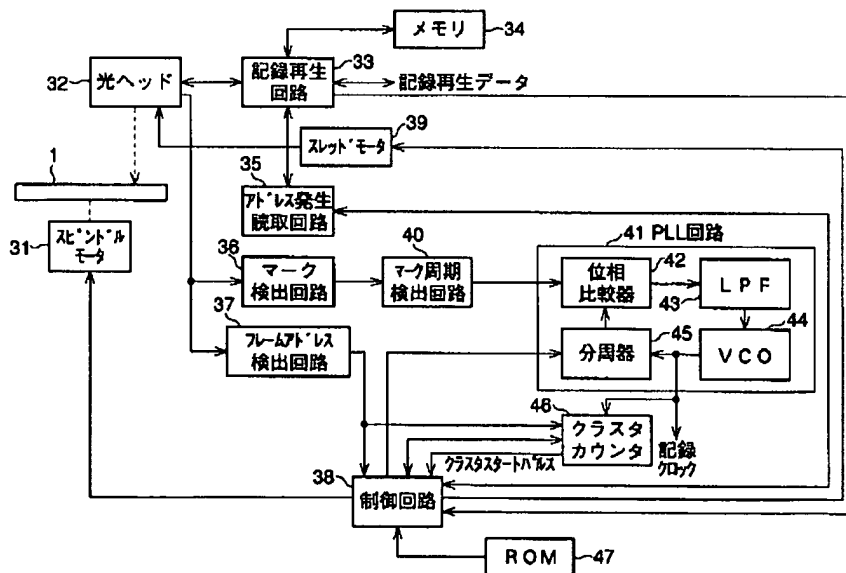 メモリ
34
33
32
光ヘッド
記録再生
回路
記録再生データ
39
スレッドモータ
1
35
アドレス発生
読取回路
31
スピンドル
モータ
36
マーク
検出回路
40
マーク周期
検出回路
41 PLL回路
42
位相
比較器
LPF
43
44
45
分周器
VCO
37
フレームアドレス
検出回路
46
クラスタ
カウンタ
記録
クロック
クラスタスタートパルス
38
制御回路
ROM
47